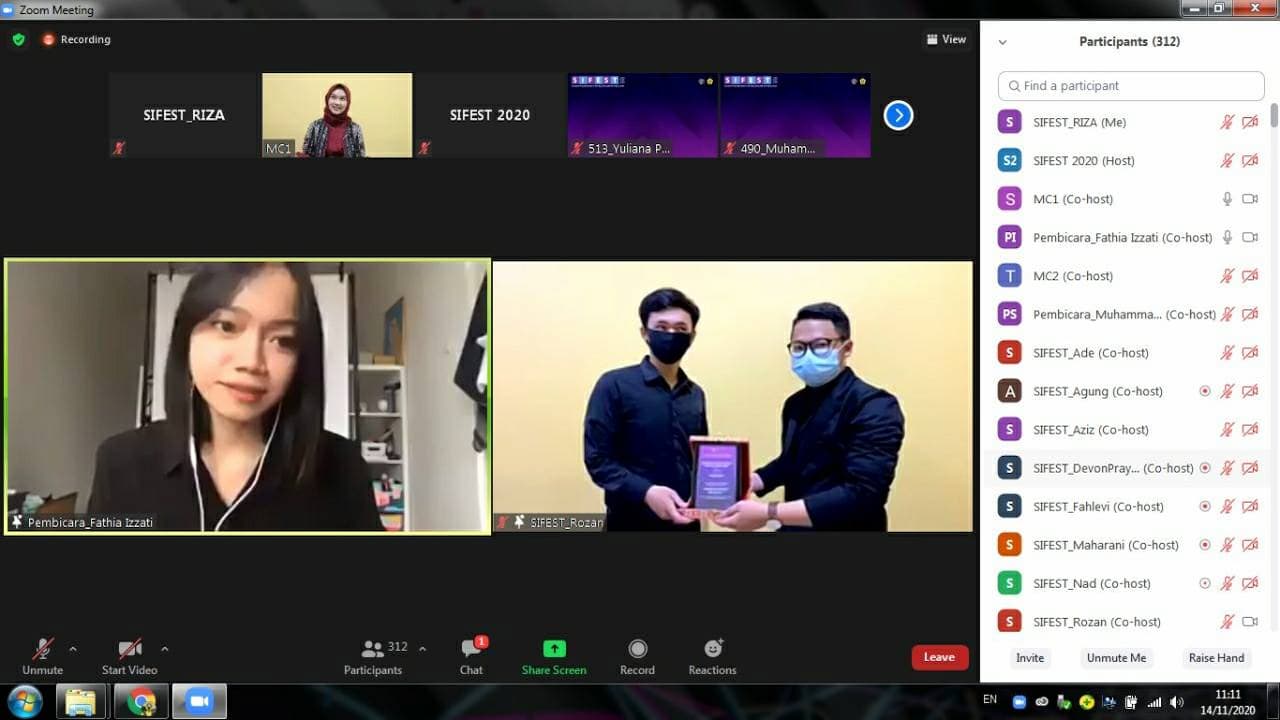 Zoom Meeting
Recording
View
SIFEST_RIZA
MC1
SIFEST 2020
SIFEST
513_Yuliana P...
SIFEST
490_Muham...
Pembicara_Fathia Izzati
SIFEST_Rozan
Participants (312)
Find a participant
S SIFEST_RIZA (Me)
S2 SIFEST 2020 (Host)
S MC1 (Co-host)
PI Pembicara_Fathia Izzati (Co-host)
T MC2 (Co-host)
PS Pembicara_Muhamma... (Co-host)
S SIFEST_Ade (Co-host)
A SIFEST_Agung (Co-host)
S SIFEST_Aziz (Co-host)
S SIFEST_DevonPray... (Co-host)
S SIFEST_Fahlevi (Co-host)
S SIFEST_Maharani (Co-host)
S SIFEST_Nad (Co-host)
S SIFEST_Rozan (Co-host)
Invite
Unmute Me
Raise Hand
Unmute
Start Video
312
Participants
1
Chat
Share Screen
Record
Reactions
Leave
EN
11:11
14/11/2020